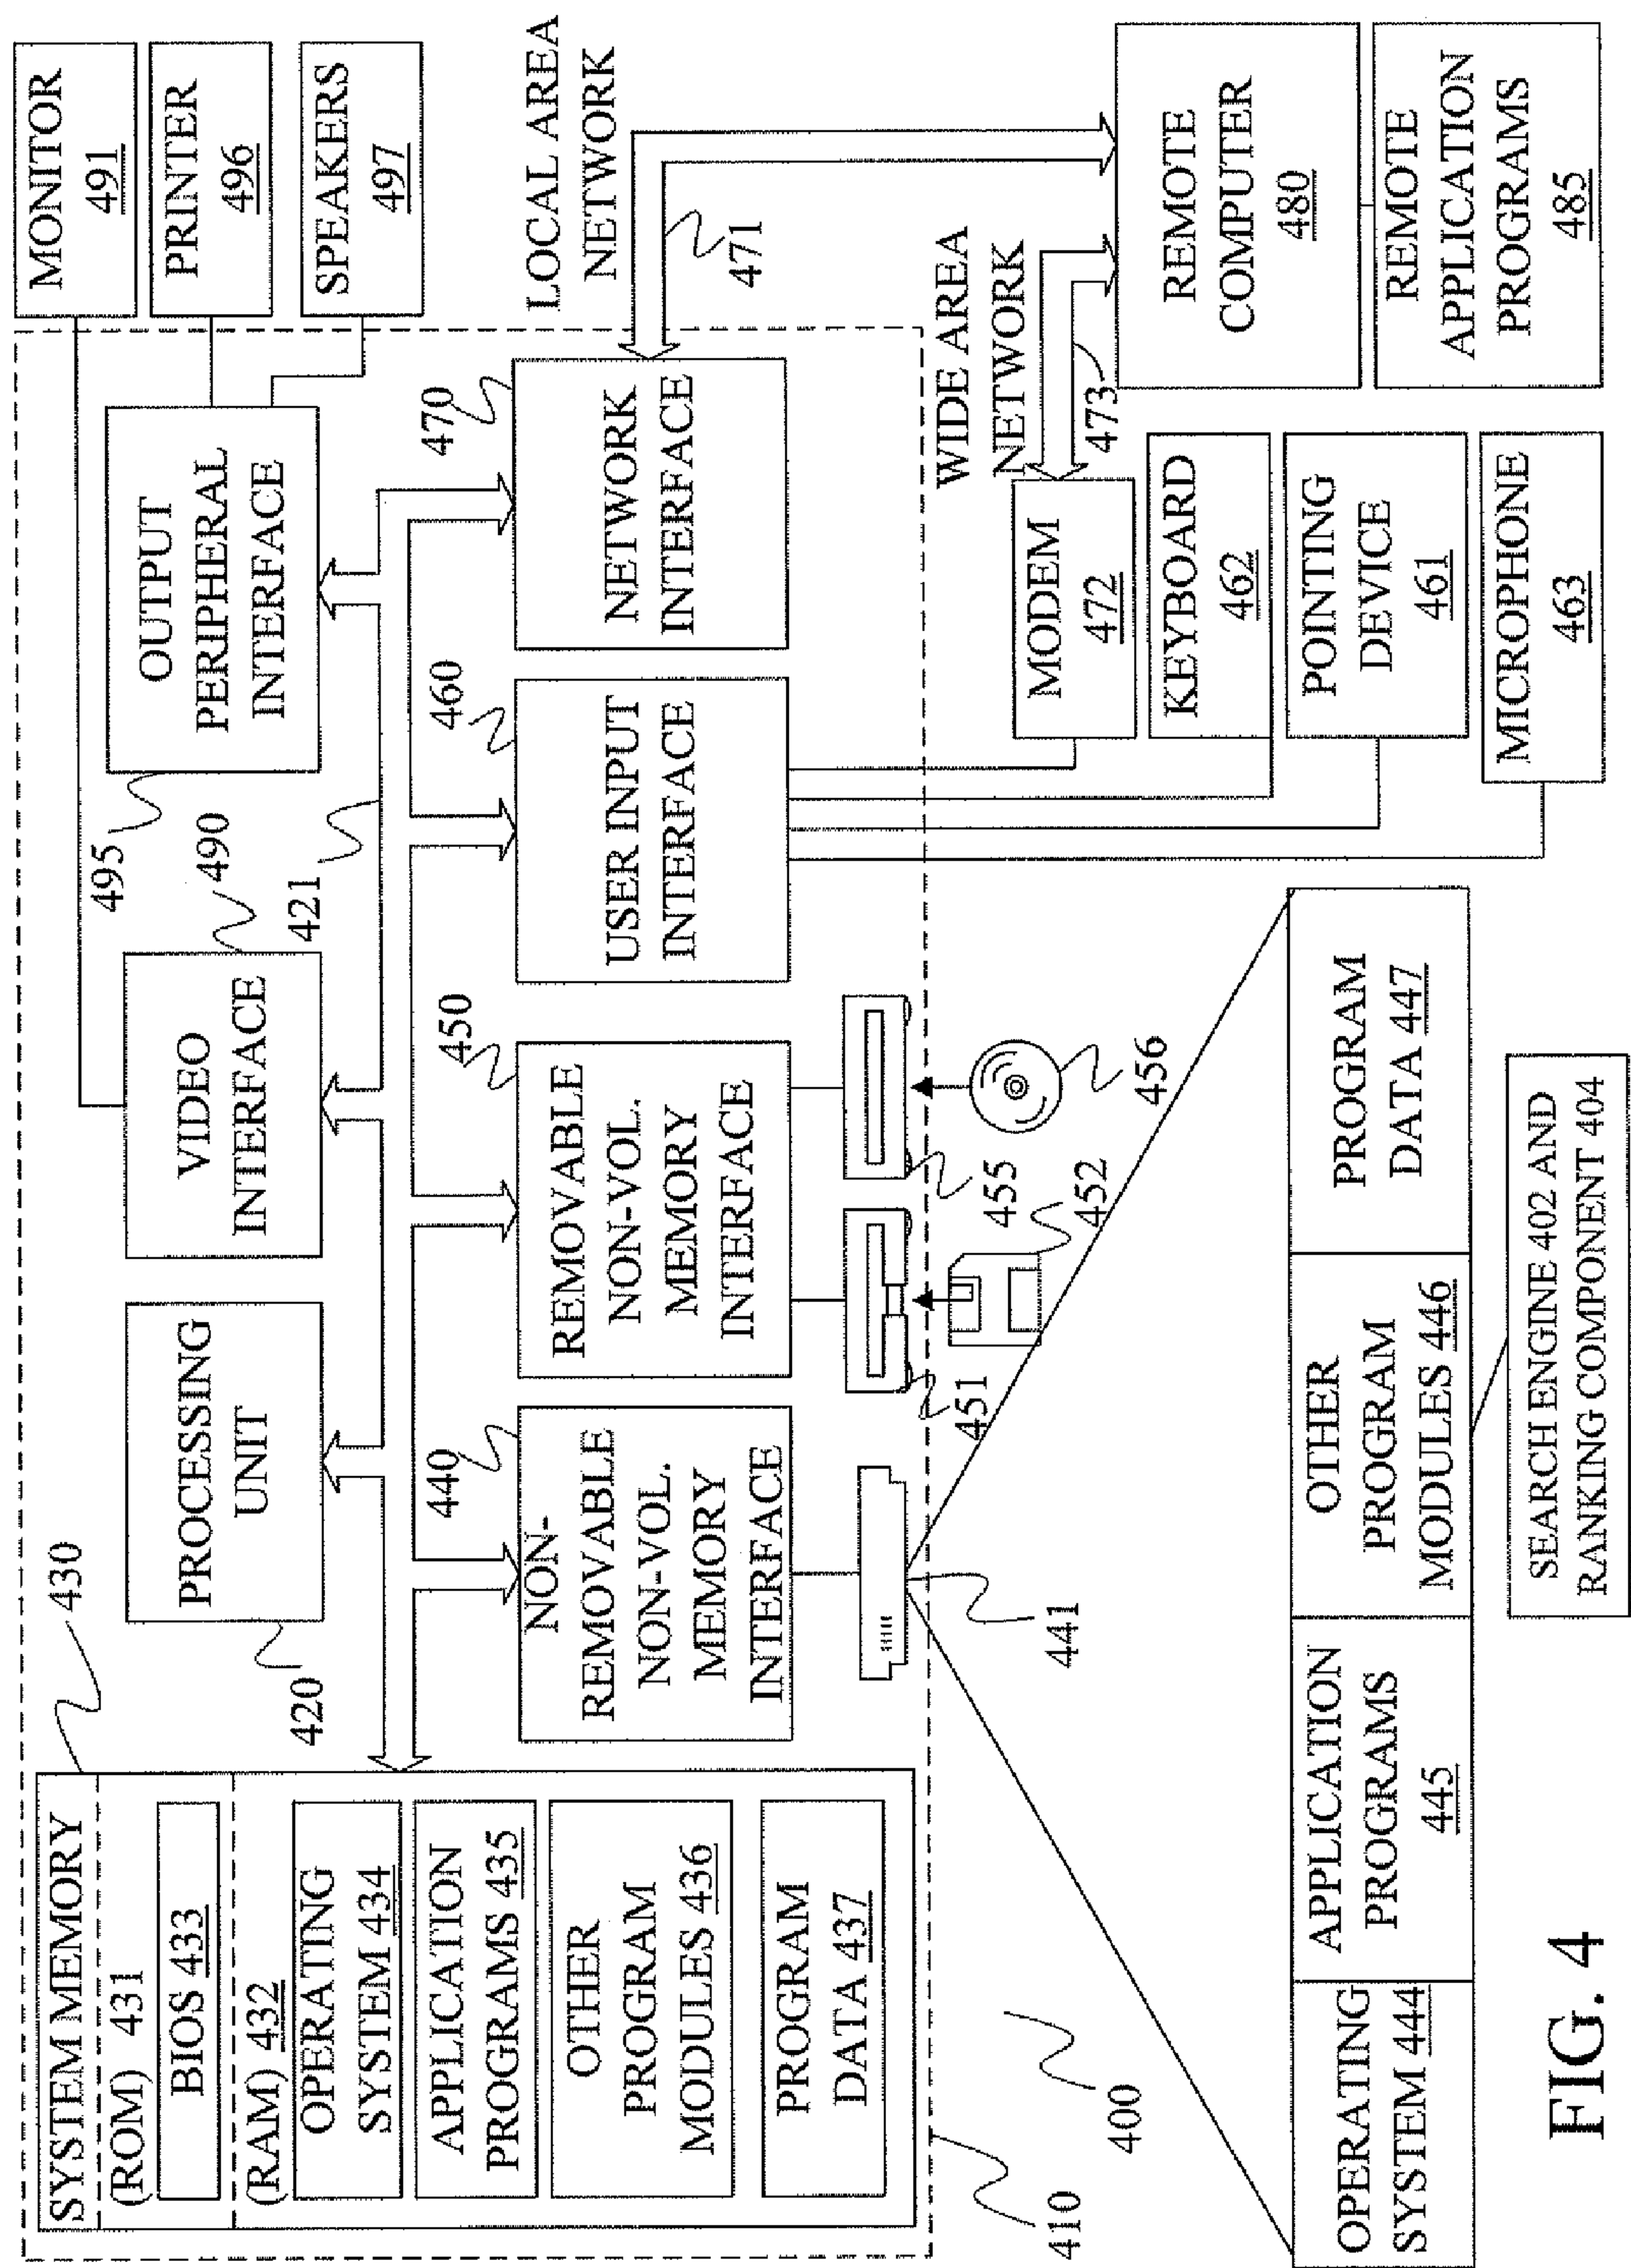 SYSTEM MEMORY
(ROM) 431
BIOS 433
(RAM) 432
OPERATING
SYSTEM 434
APPLICATION
PROGRAMS 435
OTHER
PROGRAM
MODULES 436
PROGRAM
DATA 437
430
PROCESSING
UNIT
420
VIDEO
INTERFACE
490
421
OUTPUT
PERIPHERAL
INTERFACE
495
MONITOR
491
PRINTER
496
SPEAKERS
497
NON-
REMOVABLE
NON-VOL.
MEMORY
INTERFACE
440
REMOVABLE
NON-VOL.
MEMORY
INTERFACE
450
USER INPUT
INTERFACE
460
NETWORK
INTERFACE
470
LOCAL AREA
NETWORK
471
441
451
452
455
456
WIDE AREA
NETWORK
473
MODEM
472
KEYBOARD
462
POINTING
DEVICE
461
MICROPHONE
463
REMOTE
COMPUTER
480
REMOTE
APPLICATION
PROGRAMS
485
410
400
OPERATING
SYSTEM 444
APPLICATION
PROGRAMS
445
OTHER
PROGRAM
MODULES 446
PROGRAM
DATA 447
SEARCH ENGINE 402 AND
RANKING COMPONENT 404
FIG. 4